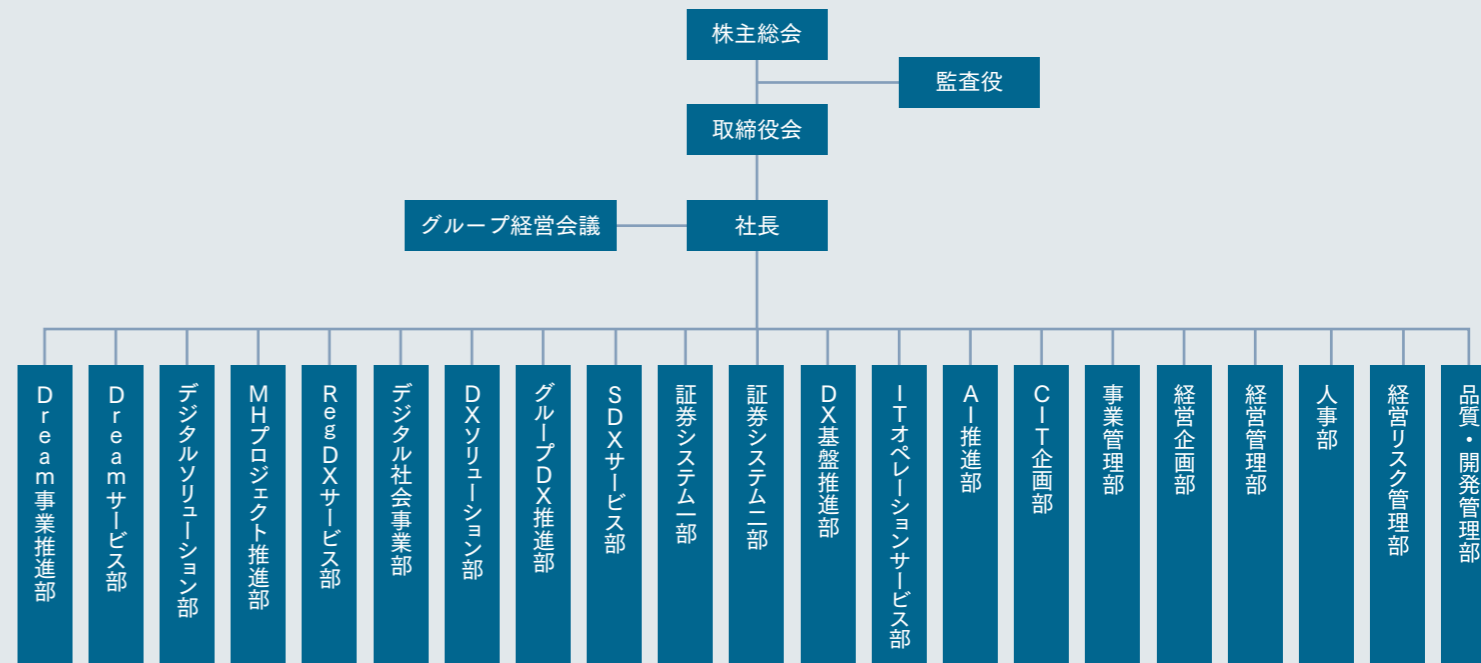 株主総会
監査役
取締役会
グループ経営会議
社長
Dream事業推進部
Dreamサービス部
デジタルソリューション部
MHプロジェクト推進部
RegDXサービス部
デジタル社会事業部
DXソリューション部
グループDX推進部
SDXサービス部
証券システム一部
証券システム二部
DX基盤推進部
ITオペレーションサービス部
AI推進部
CIT企画部
事業管理部
経営企画部
経営管理部
人事部
経営リスク管理部
品質・開発管理部